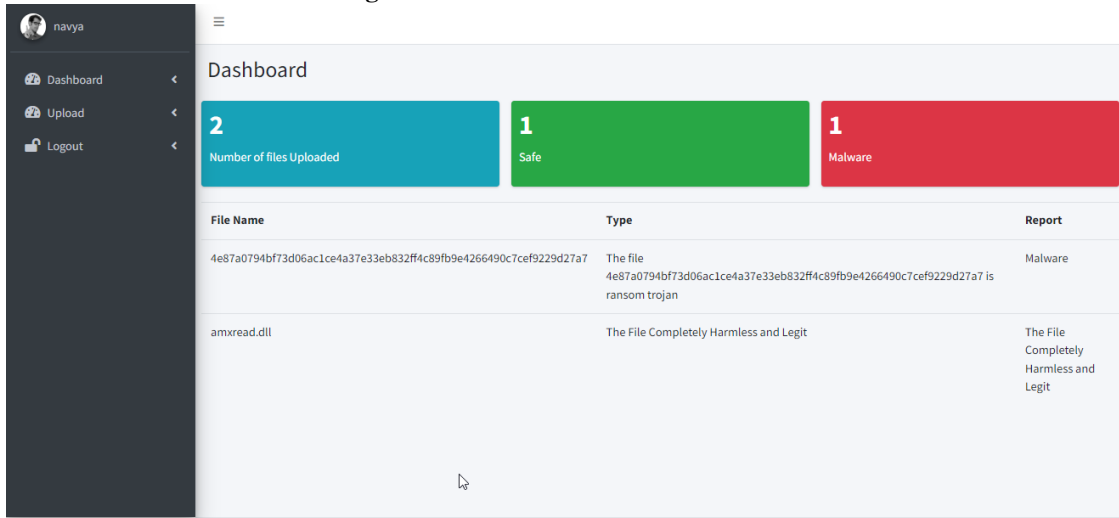 navya
Dashboard
Upload
Logout
Dashboard
2
Number of files Uploaded
1
Safe
1
Malware
File Name Type Report
4e87a0794bf73d06ac1ce4a37e33eb832ff4c89fb9e4266490c7cef9229d27a7 The file Malware
4e87a0794bf73d06ac1ce4a37e33eb832ff4c89fb9e4266490c7cef9229d27a7 is
ransom trojan
amxread.dll The File Completely Harmless and Legit The File
Completely
Harmless and
Legit